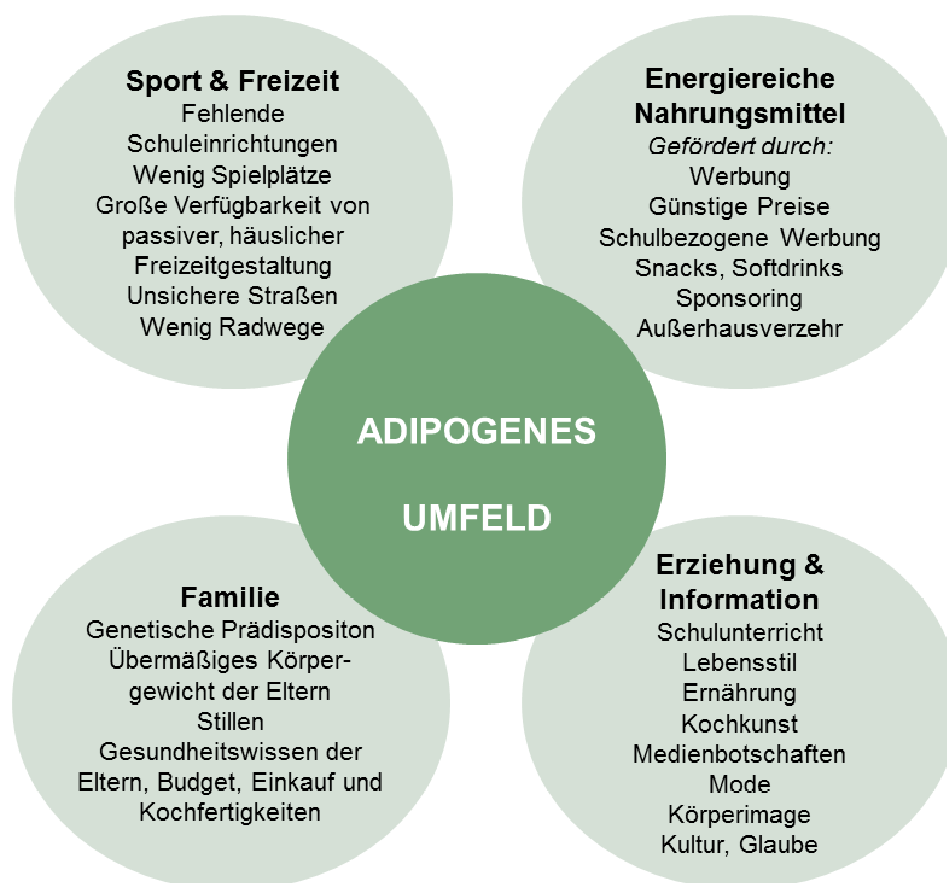 Sport & Freizeit
Fehlende
Schuleinrichtungen
Wenig Spielplätze
Große Verfügbarkeit von
passiver, häuslicher
Freizeitgestaltung
Unsichere Straßen
Wenig Radwege
Energiereiche
Nahrungsmittel
Gefördert durch:
Werbung
Günstige Preise
Schulbezogene Werbung
Snacks, Softdrinks
Sponsoring
Außerhausverzehr
ADIPOGENES
UMFELD
Familie
Genetische Prädispositon
Übermäßiges Körper-
gewicht der Eltern
Stillen
Gesundheitswissen der
Eltern, Budget, Einkauf und
Kochfertigkeiten
Erziehung &
Information
Schulunterricht
Lebensstil
Ernährung
Kochkunst
Medienbotschaften
Mode
Körperimage
Kultur, Glaube